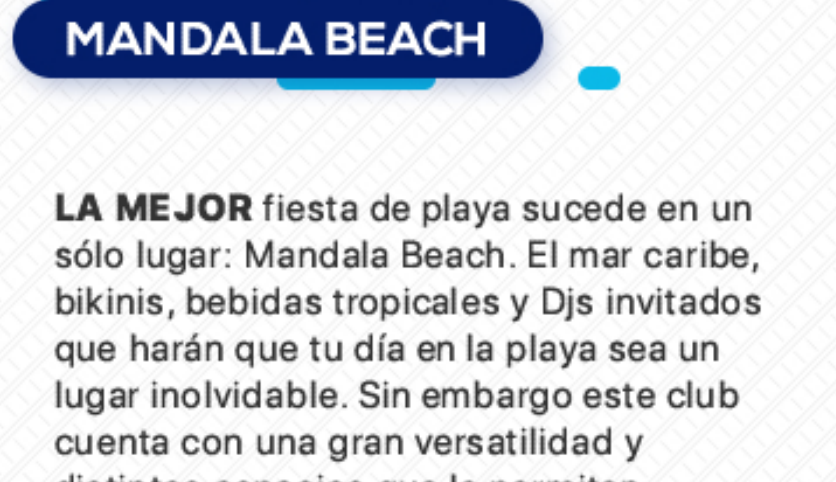 MANDALA BEACH
LA MEJOR fiesta de playa sucede en un
sólo lugar: Mandala Beach. El mar caribe,
bikinis, bebidas tropicales y Djs invitados
que harán que tu día en la playa sea un
lugar inolvidable. Sin embargo este club
cuenta con una gran versatilidad y